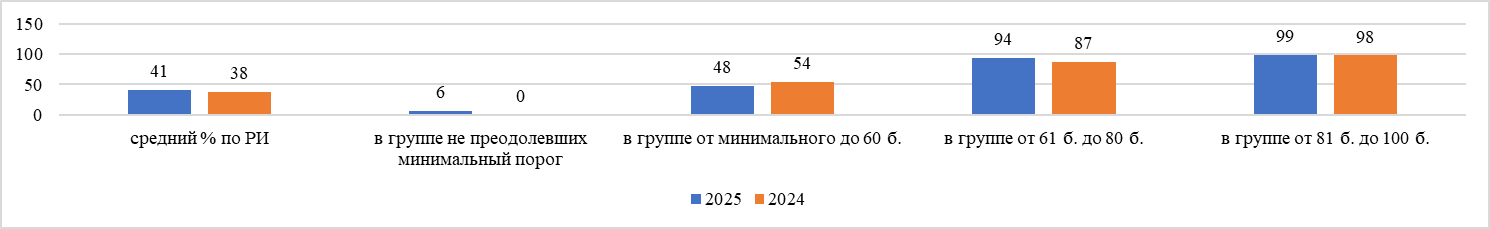 150
100
50
0
41
38
6
0
48
54
94
87
99
98
средний % по РИ
в группе не преодолевших
минимальный порог
в группе от минимального до 60 б.
в группе от 61 б. до 80 б.
в группе от 81 б. до 100 б.
2025
2024